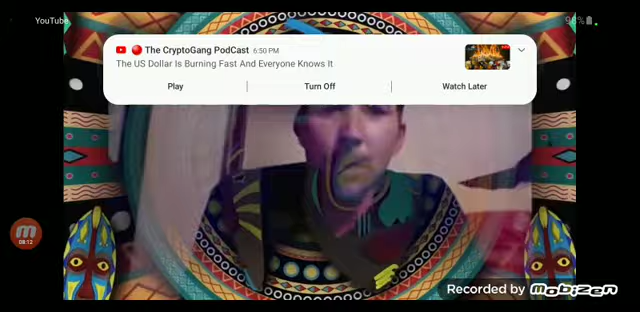 YouTube
The CryptoGang PodCast 6:50 PM
The US Dollar Is Burning Fast And Everyone Knows It
Play
Turn Off
Watch Later
08:12
Recorded by Mobizen